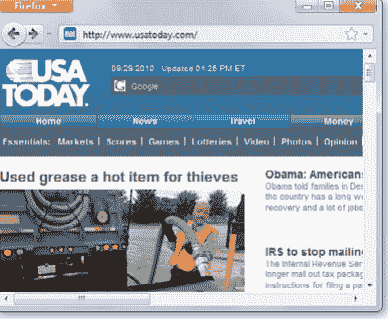 Firefox
http://www.usatoday.com/
USA
TODAY.
09/29/2010 Updated 04:25 PM ET
Google
Home News Travel Money
Essentials: Markets | Scores | Games | Lotteries | Video | Photos | Opinion
Used grease a hot item for thieves
Obama: American
Obama told families in Des
the country has a long w
recovery and a lot of jobs
IRS to stop mailing
The Internal Revenue Ser
longer mail out tax packag
instructions for filing a pa